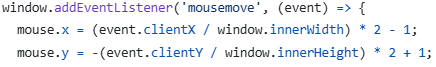 window.addEventListener('mousemove', (event) => {
  mouse.x = (event.clientX / window.innerWidth) * 2 - 1;
  mouse.y = -(event.clientY / window.innerHeight) * 2 + 1;